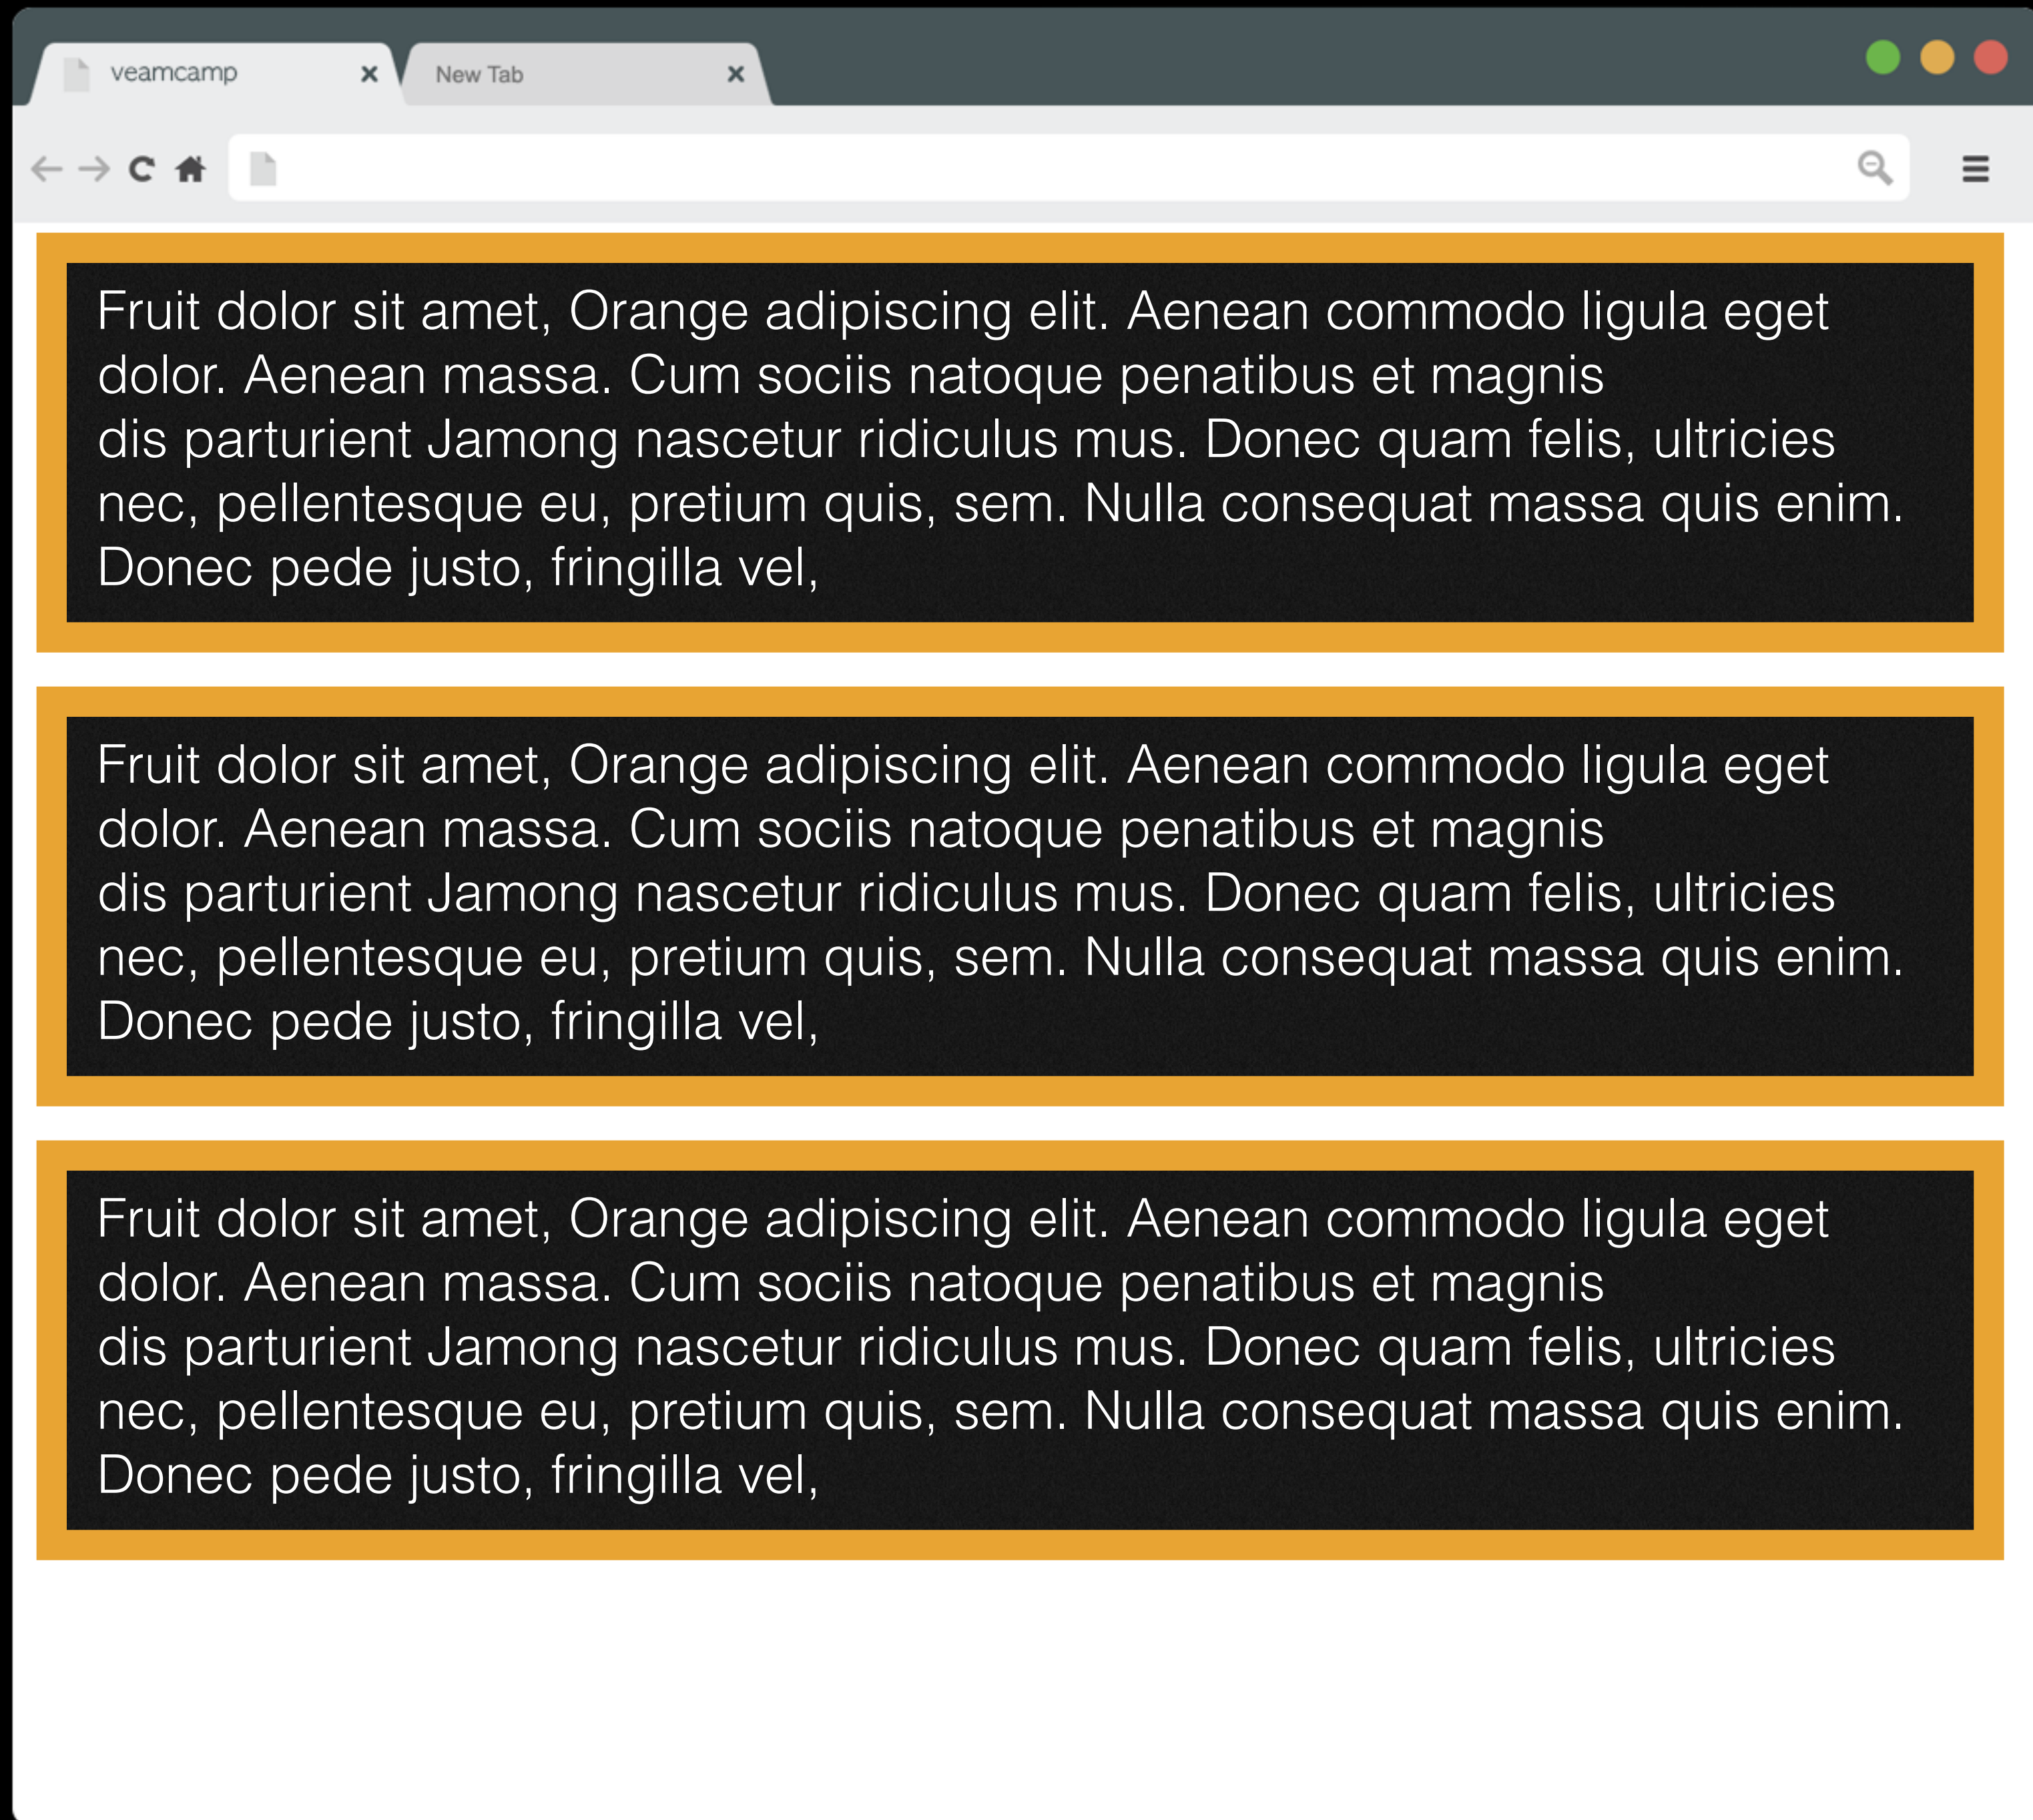 veamcamp
New Tab
Fruit dolor sit amet, Orange adipiscing elit. Aenean commodo ligula eget
dolor. Aenean massa. Cum sociis natoque penatibus et magnis
dis parturient Jamong nascetur ridiculus mus. Donec quam felis, ultricies
nec, pellentesque eu, pretium quis, sem. Nulla consequat massa quis enim.
Donec pede justo, fringilla vel,
Fruit dolor sit amet, Orange adipiscing elit. Aenean commodo ligula eget
dolor. Aenean massa. Cum sociis natoque penatibus et magnis
dis parturient Jamong nascetur ridiculus mus. Donec quam felis, ultricies
nec, pellentesque eu, pretium quis, sem. Nulla consequat massa quis enim.
Donec pede justo, fringilla vel,
Fruit dolor sit amet, Orange adipiscing elit. Aenean commodo ligula eget
dolor. Aenean massa. Cum sociis natoque penatibus et magnis
dis parturient Jamong nascetur ridiculus mus. Donec quam felis, ultricies
nec, pellentesque eu, pretium quis, sem. Nulla consequat massa quis enim.
Donec pede justo, fringilla vel,